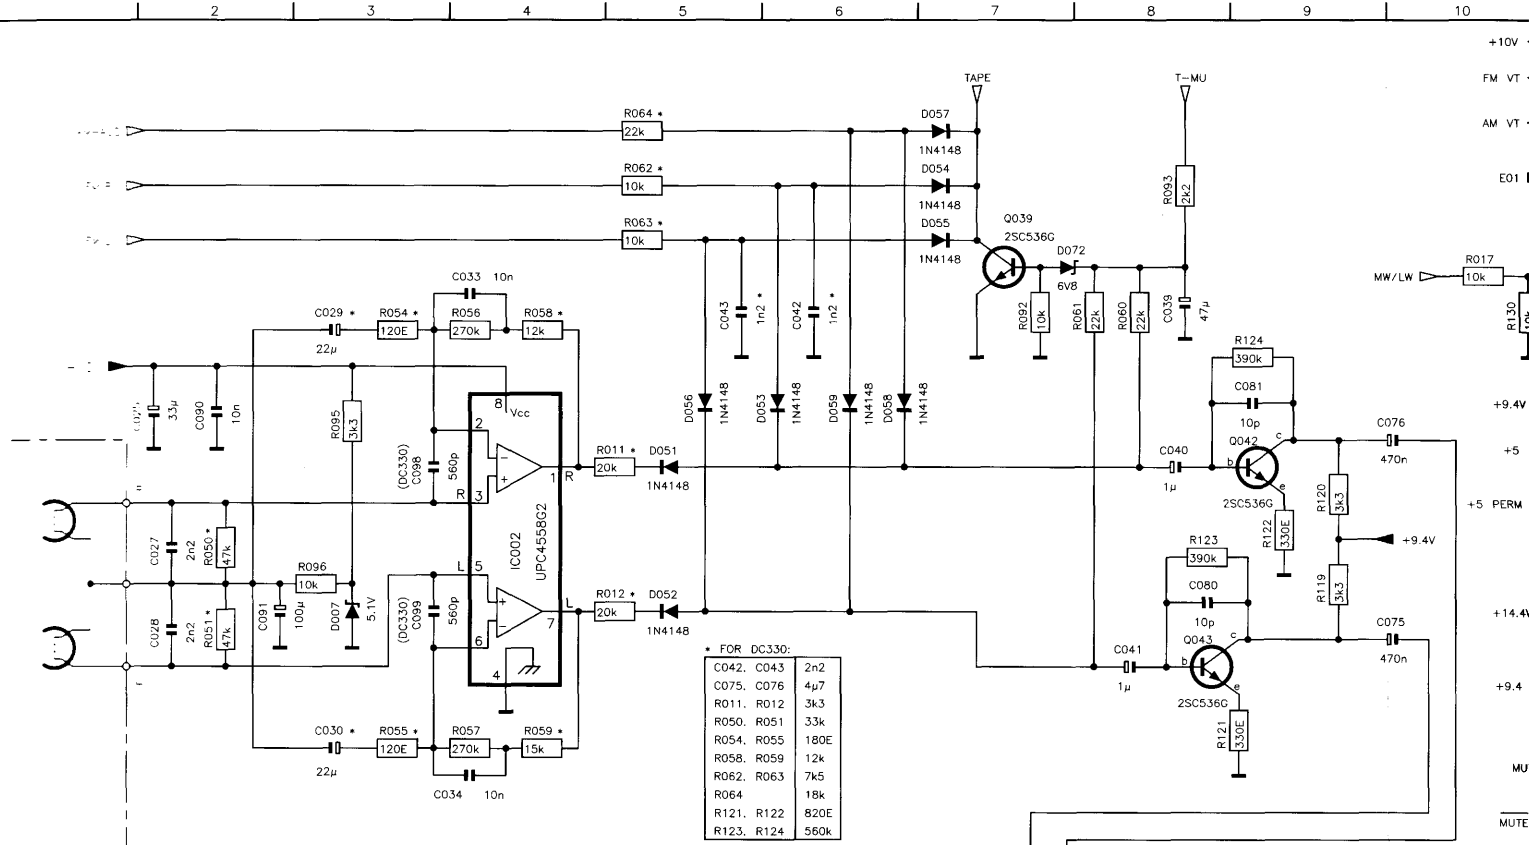 2 3 4 5 6 7 8 9 10
+10V
FM VT
AM VT
E01
TAPE
T-MU
R064 *
22k
D057
1N4148
R062 *
10k
D054
1N4148
R063 *
10k
D055
1N4148
R093
2k2
Q039
2SC536G
D072
6V8
MW/LW
R017
10k
R130
C033 10n
C029 *
22µ
R054 *
120E
R056
270k
R058 *
12k
C043
1n2 *
C042
1n2 *
R092
10k
R061
22k
R060
22k
C039
47µ
R124
390k
C081
10p
33µ
C090
10n
R095
3k3
8
Vcc
2
D056
1N4148
D053
1N4148
D059
1N4148
D058
1N4148
+9.4V
C076
470n
+5
(DC330)
C098
560p
R011 *
20k
D051
1N4148
C040
1µ
Q042
c
b
e
2SC536G
R 3
1 R
R120
3k3
R122
330E
+5 PERM
+9.4V
C027
2n2
R050 *
47k
IC002
UPC4558G2
R123
390k
C080
10p
R096
10k
L 5
C091
100µ
D007
5.1V
(DC330)
C099
560p
R012 *
20k
D052
1N4148
R119
3k3
+14.4V
C028
2n2
R051 *
47k
L
7
6
4
C041
1µ
Q043
c
b
e
2SC536G
C075
470n
+9.4
R121
330E
C030 *
22µ
R055 *
120E
R057
270k
R059 *
15k
C034 10n
* FOR DC330:
C042. C043 2n2
C075. C076 4µ7
R011. R012 3k3
R050. R051 33k
R054. R055 180E
R058. R059 12k
R062. R063 7k5
R064 18k
R121. R122 820E
R123. R124 560k
MU
MUTE